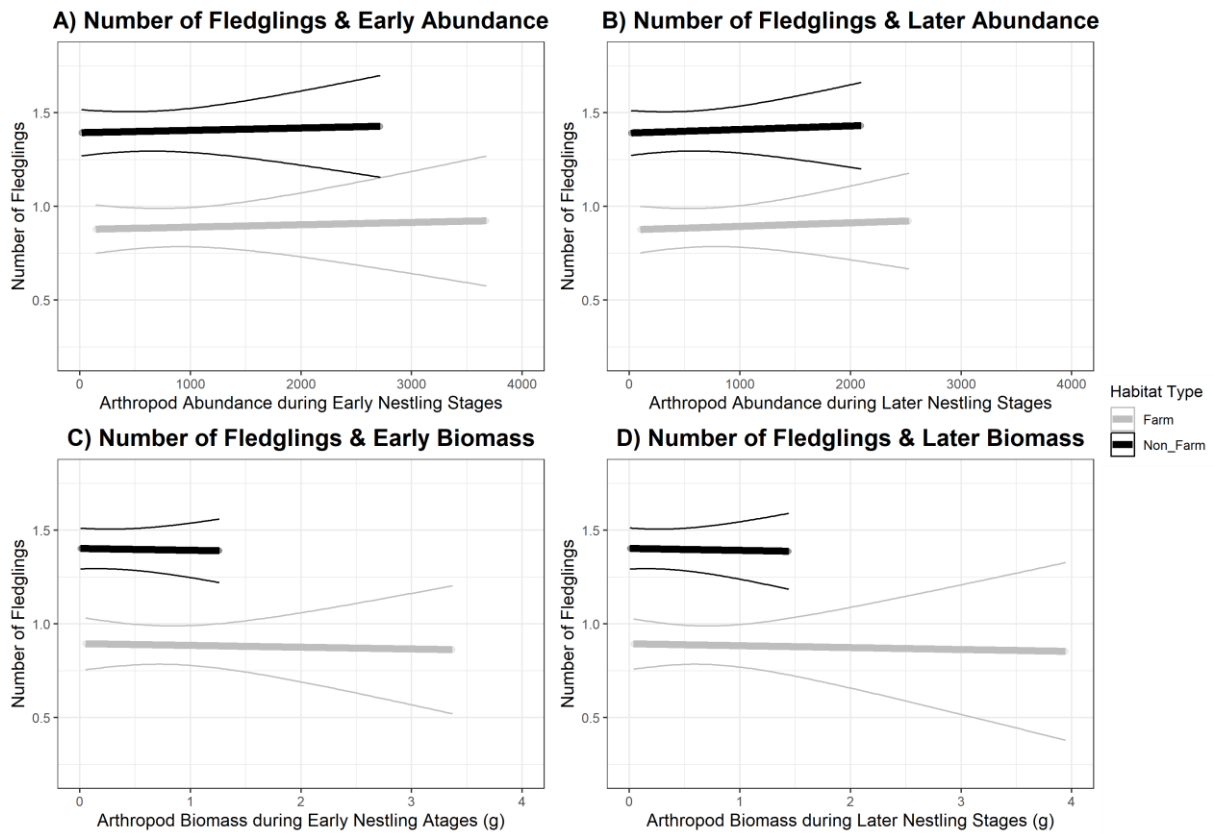 A) Number of Fledglings & Early Abundance
B) Number of Fledglings & Later Abundance
Number of Fledglings
1.5
1.0
0.5
0
1000
2000
3000
4000
Arthropod Abundance during Early Nestling Stages
Number of Fledglings
1.5
1.0
0.5
0
1000
2000
3000
4000
Arthropod Abundance during Later Nestling Stages
C) Number of Fledglings & Early Biomass
D) Number of Fledglings & Later Biomass
Number of Fledglings
1.5
1.0
0.5
0
1
2
3
4
Arthropod Biomass during Early Nestling Atages (g)
Number of Fledglings
1.5
1.0
0.5
0
1
2
3
4
Arthropod Biomass during Later Nestling Stages (g)
Habitat Type
Farm
Non_Farm